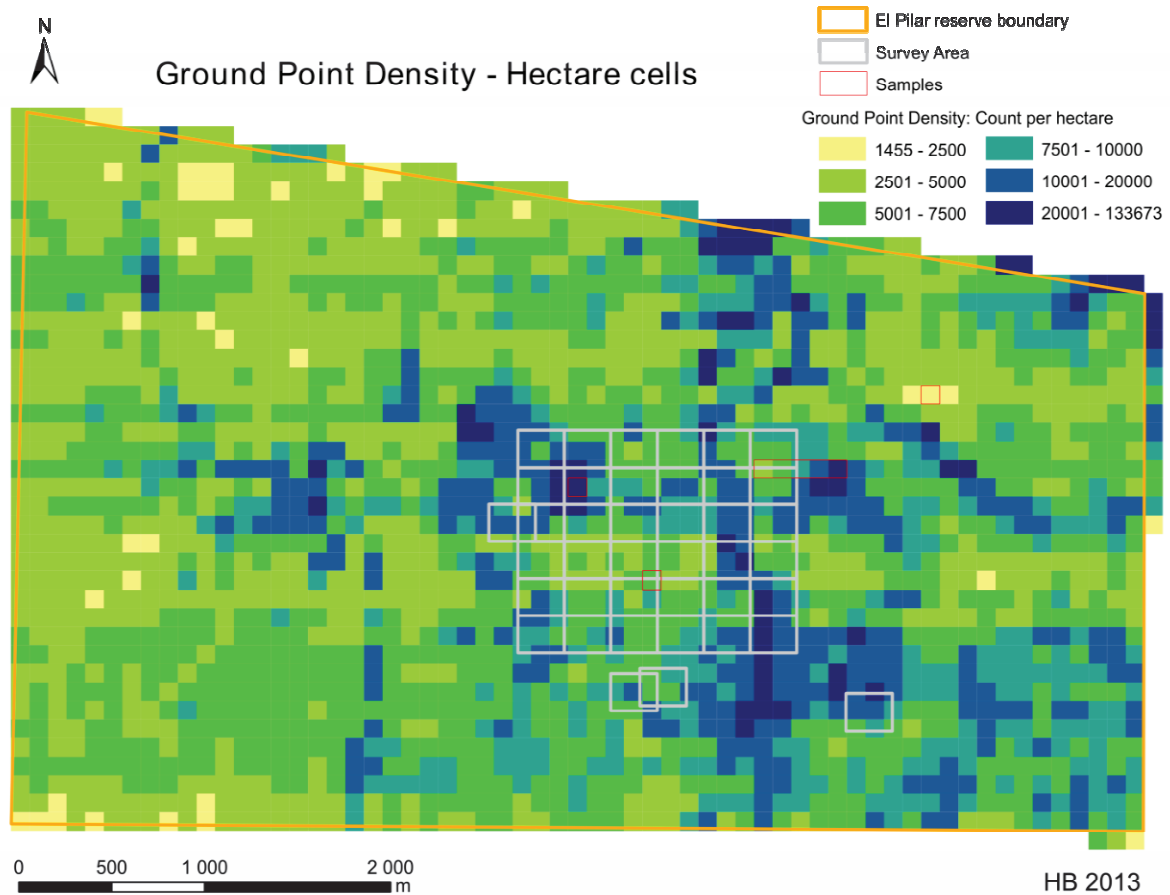 N
Ground Point Density - Hectare cells
El Pilar reserve boundary
Survey Area
Samples
Ground Point Density: Count per hectare
1455 - 2500
7501 - 10000
2501 - 5000
10001 - 20000
5001 - 7500
20001 - 133673
0 500 1 000 2 000
m
HB 2013